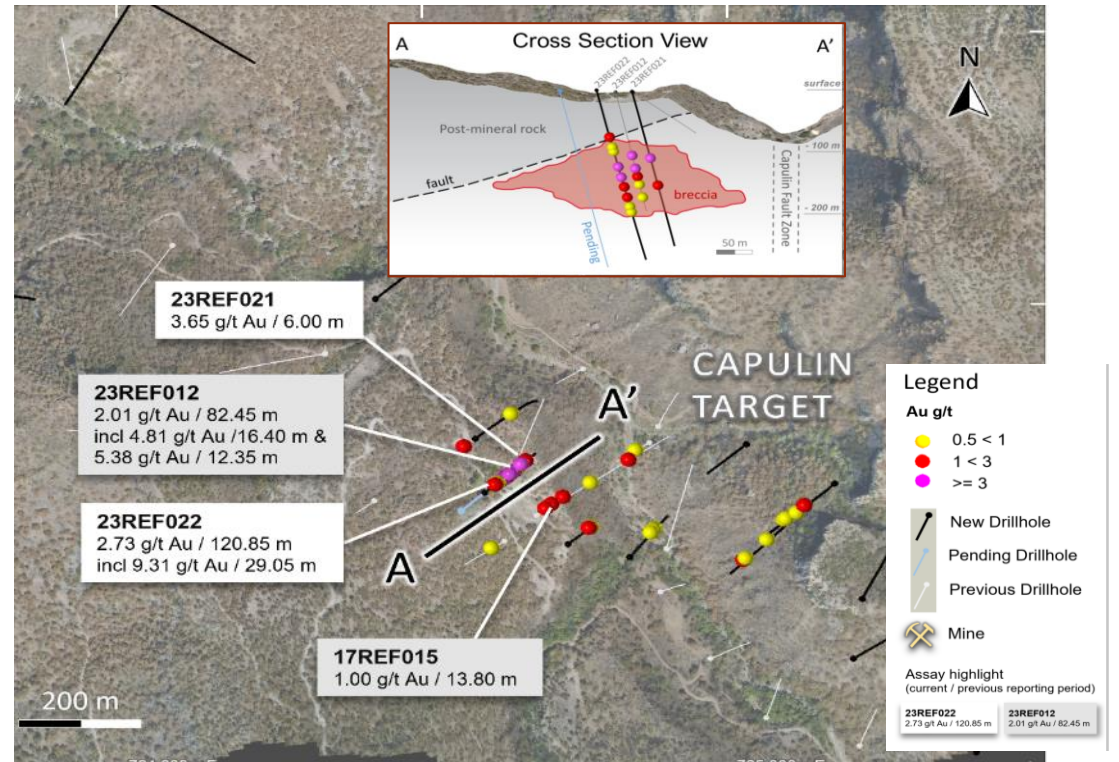 A
Cross Section View
A'
23REF022
23REF012
23REF021
surface
Post-mineral rock
fault
breccia
- 100 m
- 200 m
Capulin Fault Zone
Pending
50 m
N
23REF021
3.65 g/t Au / 6.00 m
23REF012
2.01 g/t Au / 82.45 m
incl 4.81 g/t Au /16.40 m &
5.38 g/t Au / 12.35 m
23REF022
2.73 g/t Au / 120.85 m
incl 9.31 g/t Au / 29.05 m
17REF015
1.00 g/t Au / 13.80 m
CAPULIN
TARGET
A'
A
200 m
Legend
Au g/t
0.5 < 1
1 < 3
>= 3
New Drillhole
Pending Drillhole
Previous Drillhole
Mine
Assay highlight
(current / previous reporting period)
23REF022
2.73 g/t Au / 120.85 m
23REF012
2.01 g/t Au / 82.45 m